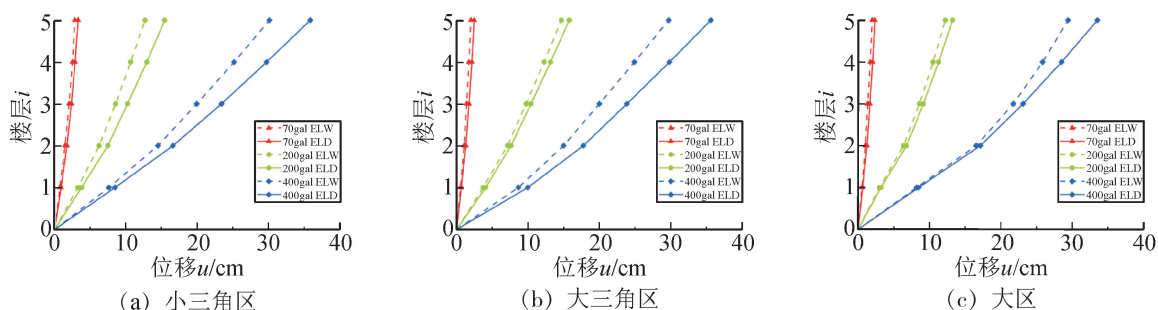 5
4
3
2
1
0
楼层i
70gal ELW
70gal ELD
200gal ELW
200gal ELD
400gal ELW
400gal ELD
0 10 20 30 40
位移u/cm
(a) 小三角区
5
4
3
2
1
0
楼层i
70gal ELW
70gal ELD
200gal ELW
200gal ELD
400gal ELW
400gal ELD
0 10 20 30 40
位移u/cm
(b) 大三角区
5
4
3
2
1
0
楼层i
70gal ELW
70gal ELD
200gal ELW
200gal ELD
400gal ELW
400gal ELD
0 10 20 30 40
位移u/cm
(c) 大区